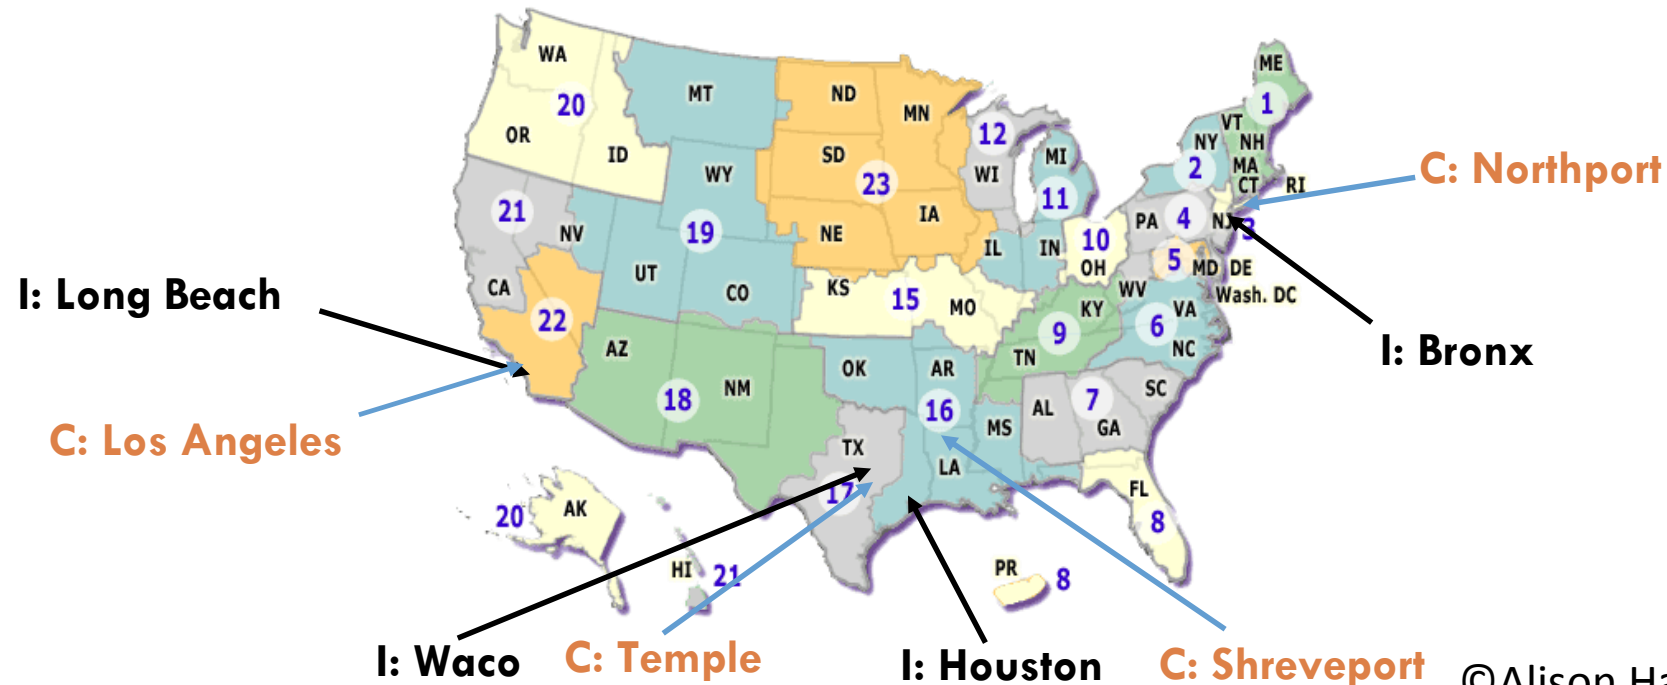 WA
20
OR
ID
MT
WY
19
NV
UT
CO
21
CA
22
AZ
18
NM
ND
MN
SD
23
NE
IA
KS
15
MO
12
WI
MI
11
IL
IN
10
OH
ME
1
VT
NH
NY
2
MA
CT
RI
PA
4
NJ
3
5
MD
DE
Wash. DC
WV
VA
6
NC
KY
9
TN
OK
AR
16
MS
LA
AL
7
GA
SC
TX
17
FL
8
20
AK
HI
21
PR
8
C: Northport
I: Bronx
I: Long Beach
C: Los Angeles
I: Waco
C: Temple
I: Houston
C: Shreveport
©Alison